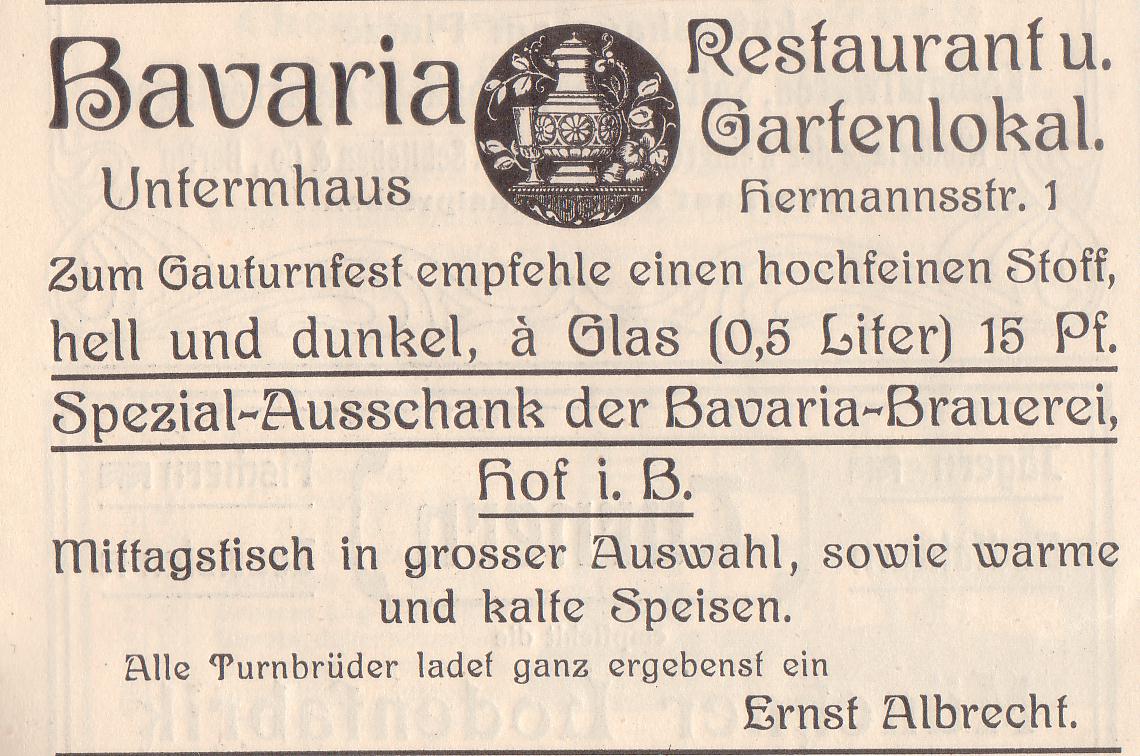 Bavaria
Untermhaus
Restaurant u.
Gartenlokal.
Hermannsstr. 1
Zum Gauturnfest empfehle einen hochfeinen Stoff,
hell und dunkel, à Glas (0,5 Liter) 15 Pf.
Spezial-Ausschank der Bavaria-Brauerei,
Hof i. B.
Mittagstisch in grosser Auswahl, sowie warme
und kalte Speisen.
Alle Turnbrüder ladet ganz ergebenst ein
Ernst Albrecht.